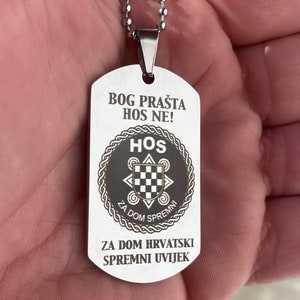 BOG PRAŠTA
HOS NE!
HOS
ZA DOM SPREMNI
ZA DOM HRVATSKI
SPREMNI UVIJEK